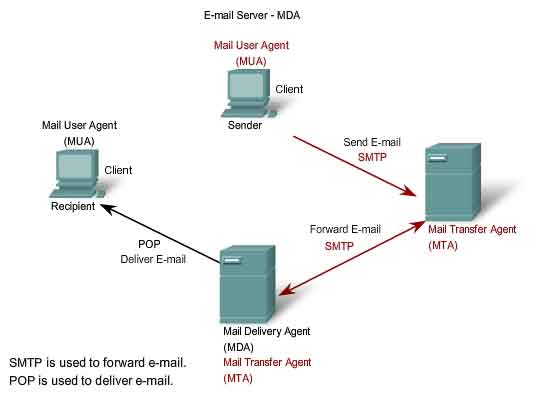 E-mail Server - MDA
Mail User Agent
(MUA)
Client
Sender
Mail User Agent
(MUA)
Client
Recipient
Send E-mail
SMTP
Mail Transfer Agent
(MTA)
Forward E-mail
SMTP
POP
Deliver E-mail
Mail Delivery Agent
(MDA)
Mail Transfer Agent
(MTA)
SMTP is used to forward e-mail.
POP is used to deliver e-mail.